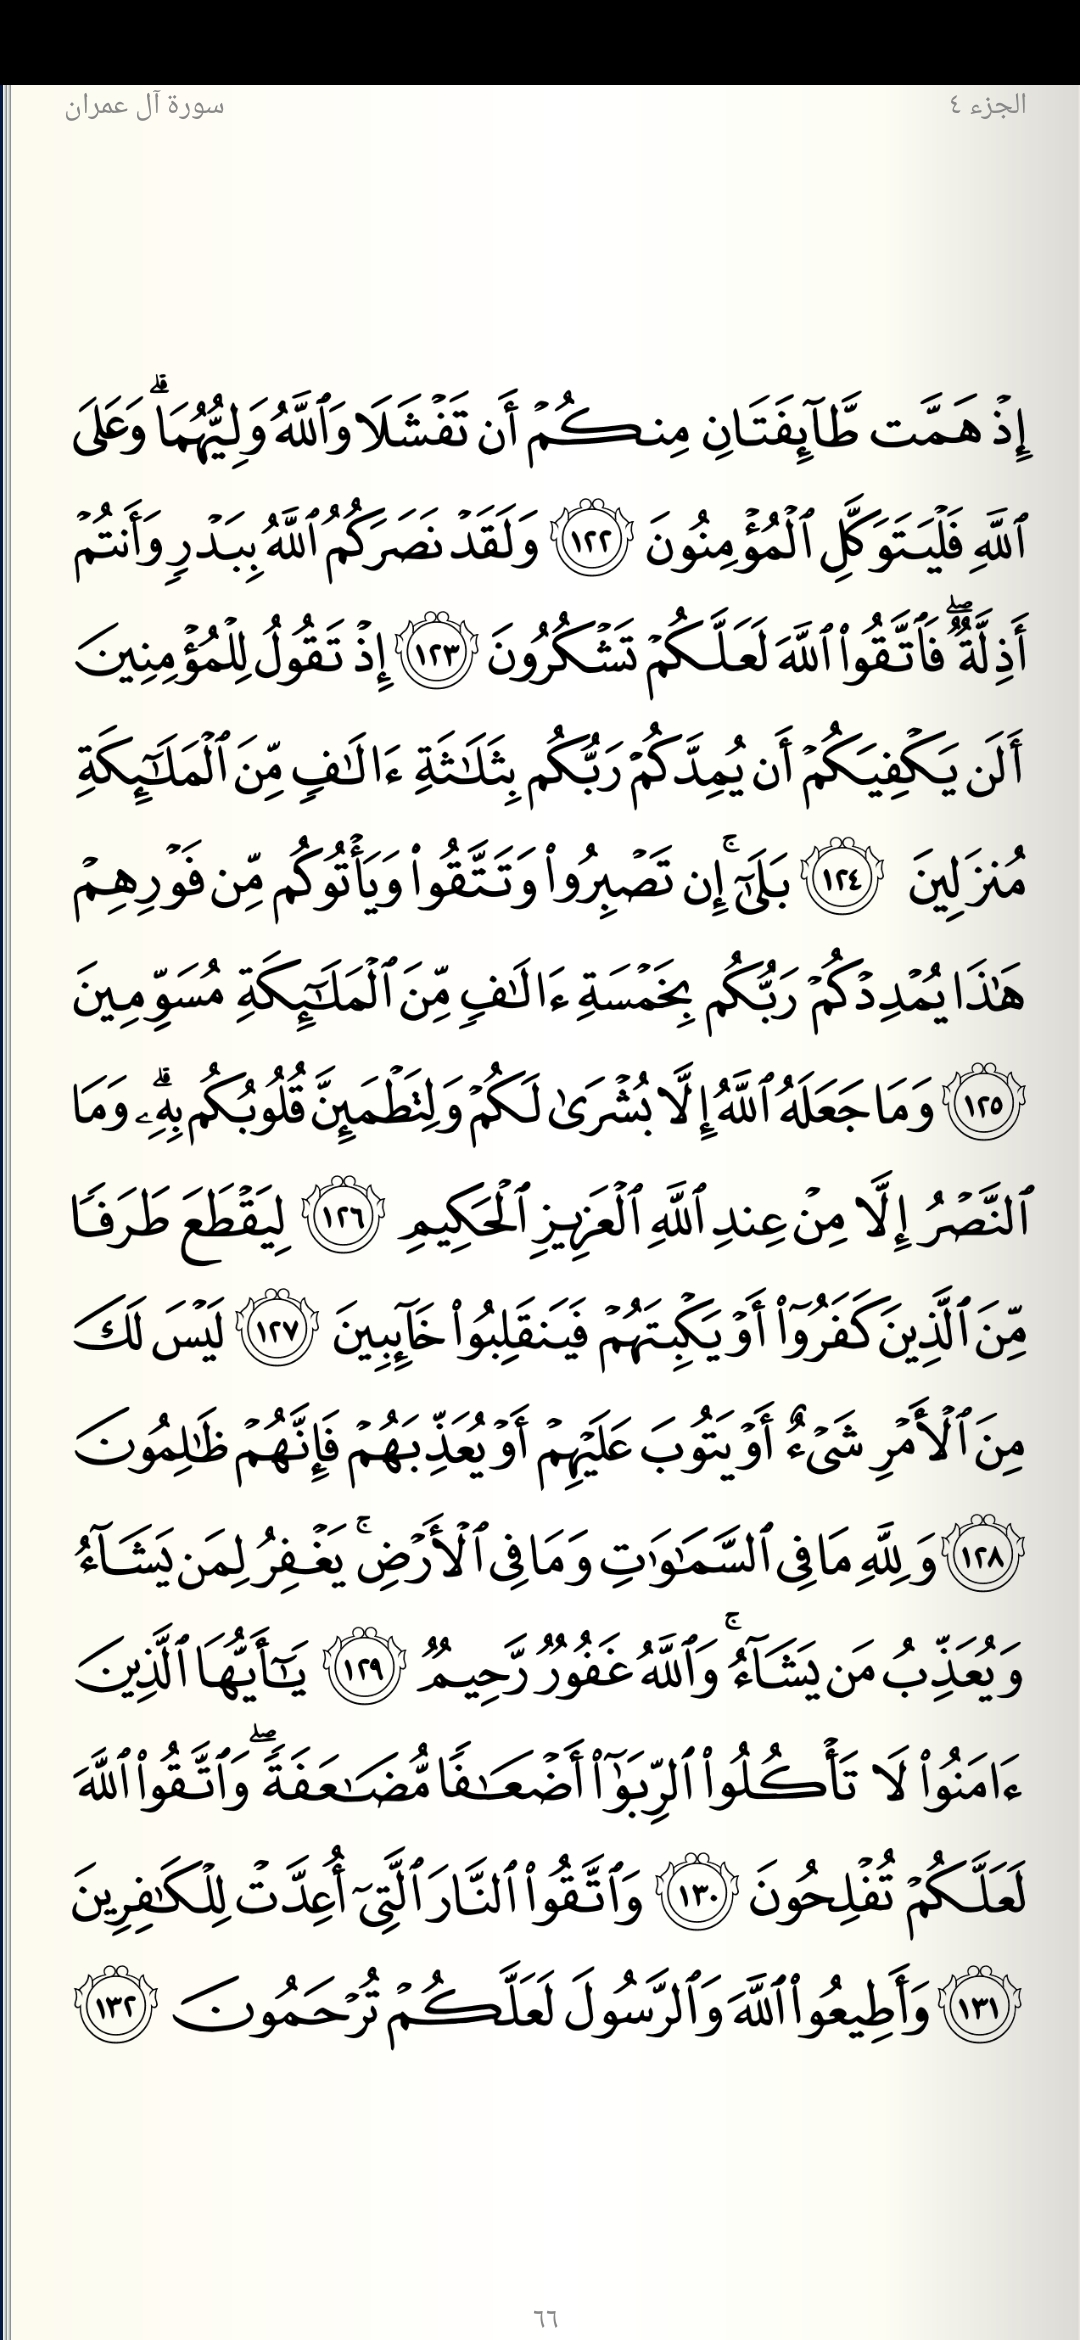 الجزء ٤
سورة آل عمران
إِذْ هَمَّت طَّآئِفَتَانِ مِنكُمْ أَن تَفْشَلَا وَٱللَّهُ وَلِيُّهُمَا ۗ وَعَلَى
ٱللَّهِ فَلْيَتَوَكَّلِ ٱلْمُؤْمِنُونَ ١٢٢ وَلَقَدْ نَصَرَكُمُ ٱللَّهُ بِبَدْرٍ وَأَنتُمْ
أَذِلَّةٌ ۖ فَٱتَّقُوا۟ ٱللَّهَ لَعَلَّكُمْ تَشْكُرُونَ ١٢٣ إِذْ تَقُولُ لِلْمُؤْمِنِينَ
أَلَن يَكْفِيَكُمْ أَن يُمِدَّكُمْ رَبُّكُم بِثَلَـٰثَةِ ءَالَـٰفٍ مِّنَ ٱلْمَلَـٰٓئِكَةِ
مُنزَلِينَ ١٢٤ بَلَىٰٓ ۚ إِن تَصْبِرُوا۟ وَتَتَّقُوا۟ وَيَأْتُوكُم مِّن فَوْرِهِمْ
هَـٰذَا يُمْدِدْكُمْ رَبُّكُم بِخَمْسَةِ ءَالَـٰفٍ مِّنَ ٱلْمَلَـٰٓئِكَةِ مُسَوِّمِينَ
١٢٥ وَمَا جَعَلَهُ ٱللَّهُ إِلَّا بُشْرَىٰ لَكُمْ وَلِتَطْمَئِنَّ قُلُوبُكُم بِهِۦ ۗ وَمَا
ٱلنَّصْرُ إِلَّا مِنْ عِندِ ٱللَّهِ ٱلْعَزِيزِ ٱلْحَكِيمِ ١٢٦ لِيَقْطَعَ طَرَفًا
مِّنَ ٱلَّذِينَ كَفَرُوٓا۟ أَوْ يَكْبِتَهُمْ فَيَنقَلِبُوا۟ خَآئِبِينَ ١٢٧ لَيْسَ لَكَ
مِنَ ٱلْأَمْرِ شَىْءٌ أَوْ يَتُوبَ عَلَيْهِمْ أَوْ يُعَذِّبَهُمْ فَإِنَّهُمْ ظَـٰلِمُونَ
١٢٨ وَلِلَّهِ مَا فِى ٱلسَّمَـٰوَٰتِ وَمَا فِى ٱلْأَرْضِ ۚ يَغْفِرُ لِمَن يَشَآءُ
وَيُعَذِّبُ مَن يَشَآءُ ۚ وَٱللَّهُ غَفُورٌ رَّحِيمٌ ١٢٩ يَـٰٓأَيُّهَا ٱلَّذِينَ
ءَامَنُوا۟ لَا تَأْكُلُوا۟ ٱلرِّبَوٰٓا۟ أَضْعَـٰفًا مُّضَـٰعَفَةً ۖ وَٱتَّقُوا۟ ٱللَّهَ
لَعَلَّكُمْ تُفْلِحُونَ ١٣٠ وَٱتَّقُوا۟ ٱلنَّارَ ٱلَّتِىٓ أُعِدَّتْ لِلْكَـٰفِرِينَ
١٣١ وَأَطِيعُوا۟ ٱللَّهَ وَٱلرَّسُولَ لَعَلَّكُمْ تُرْحَمُونَ ١٣٢
٦٦